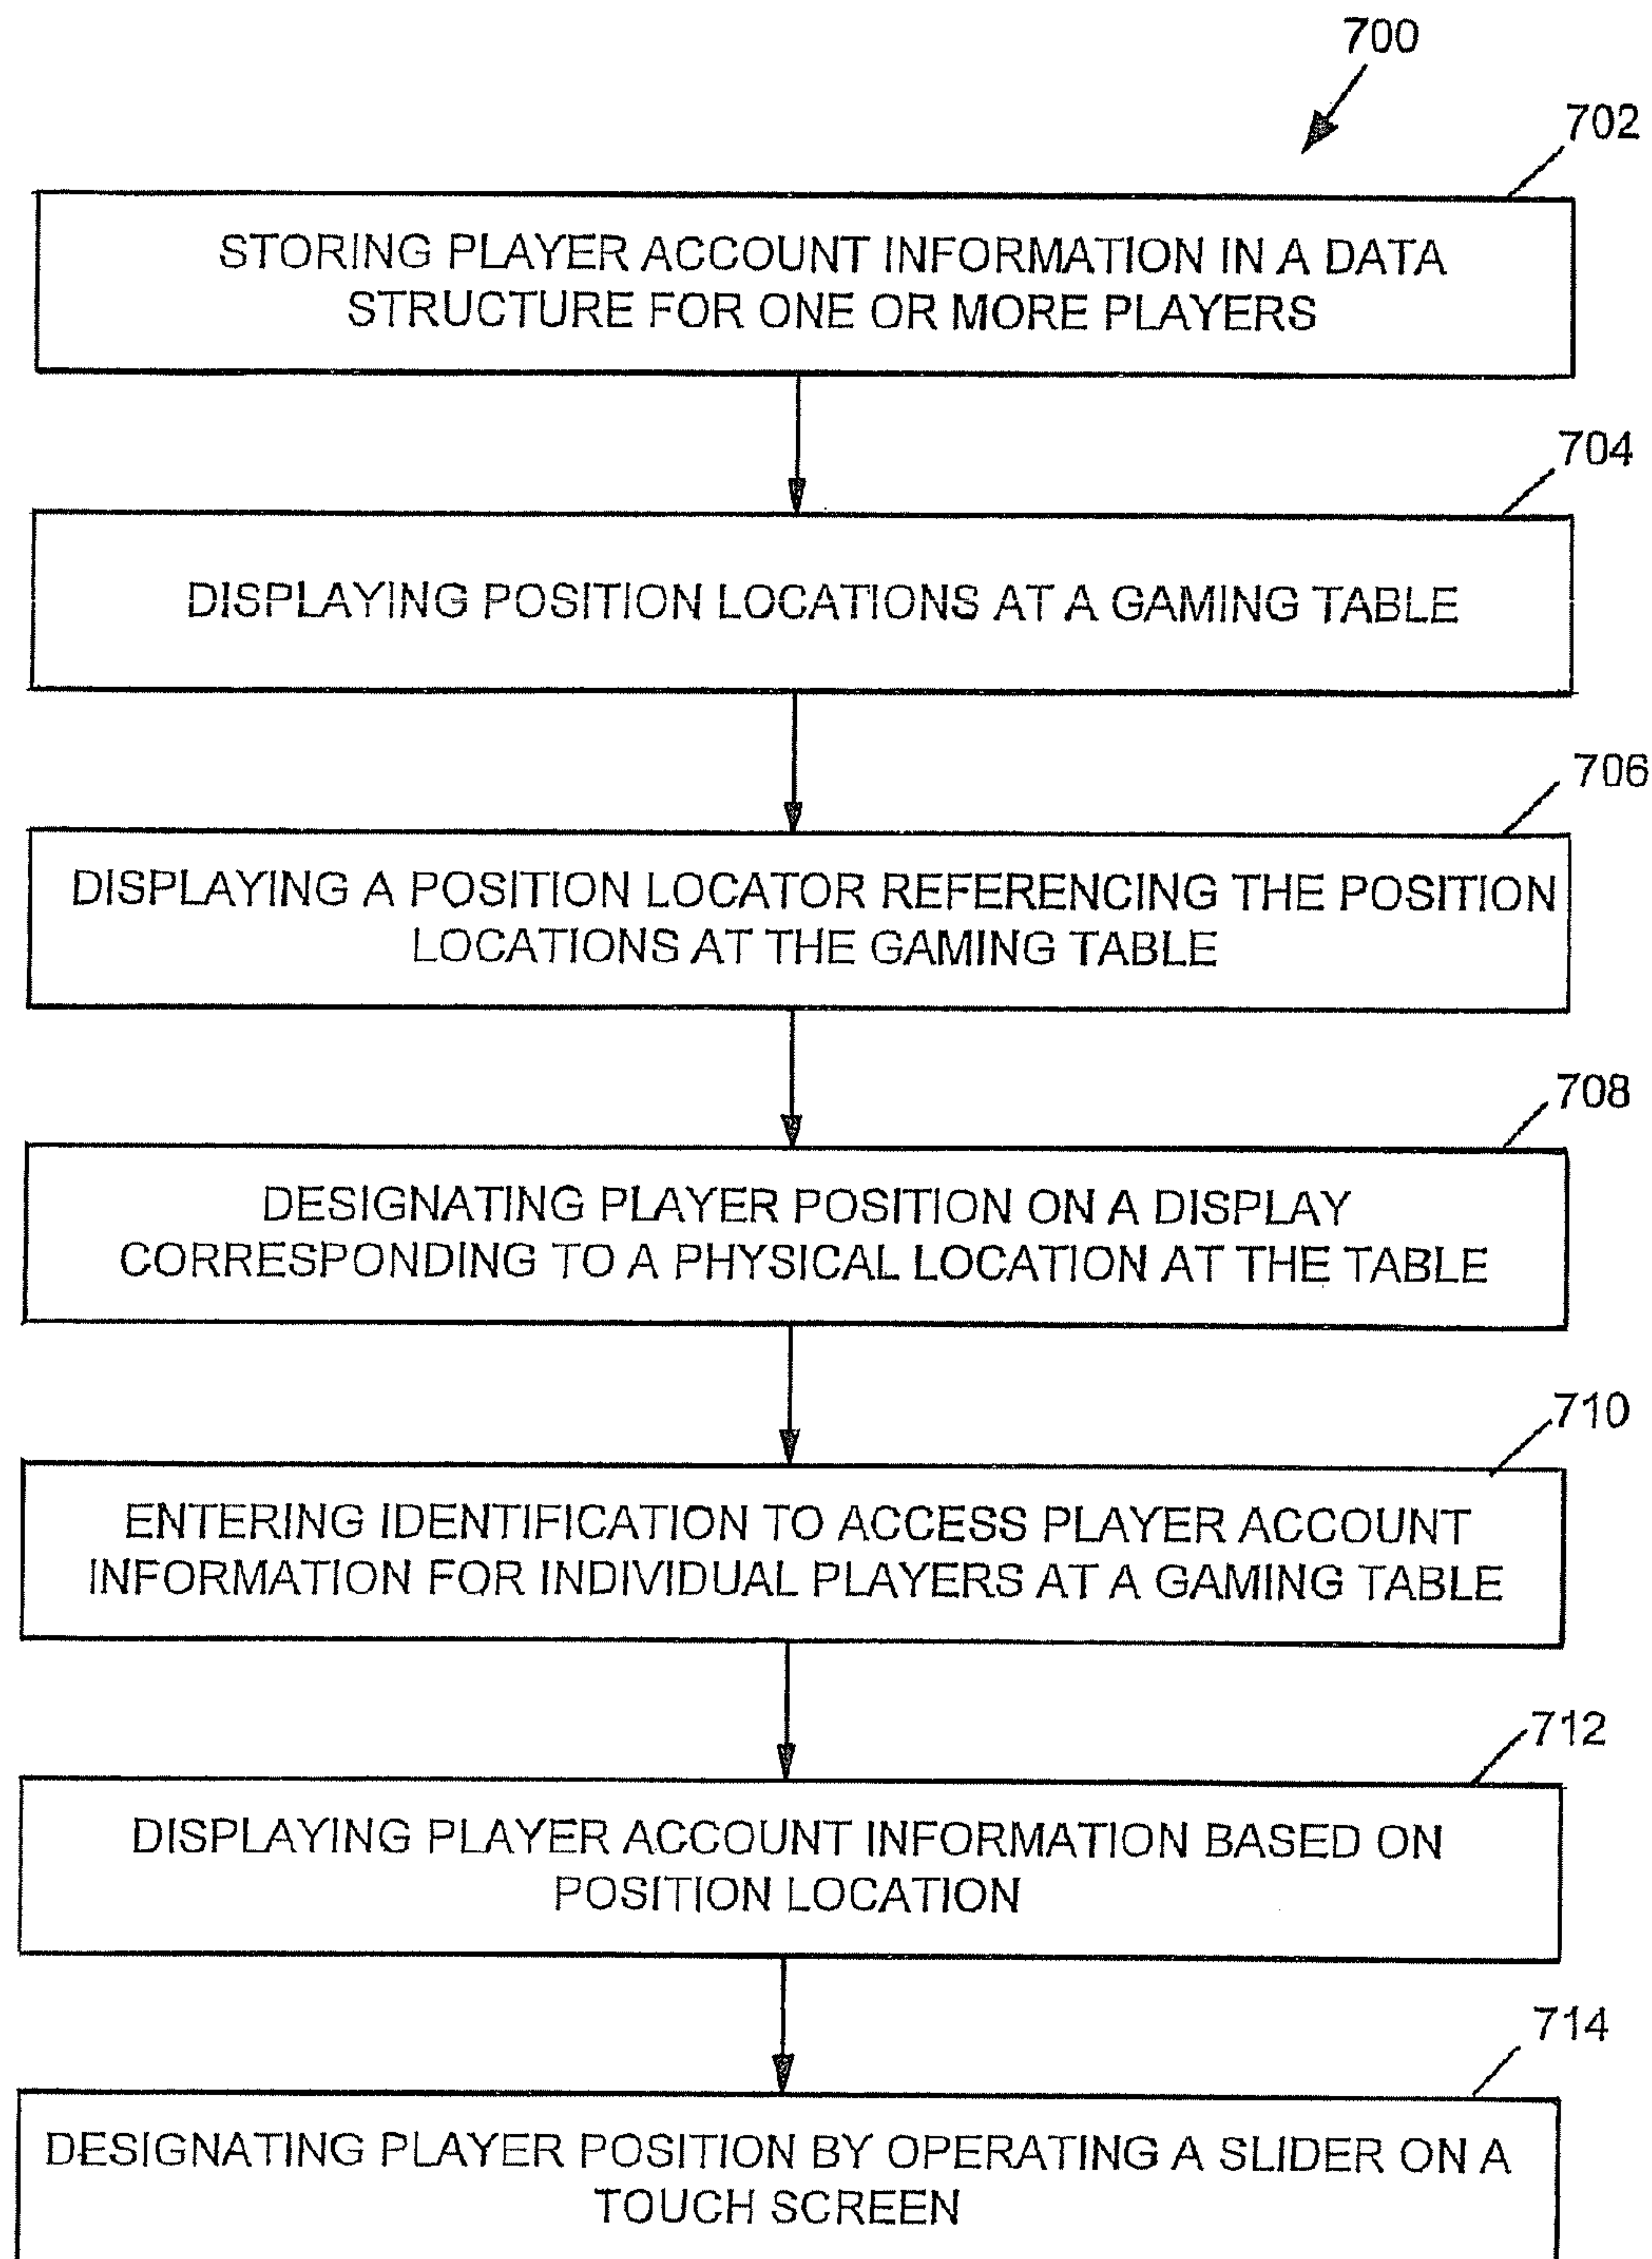 700
702
STORING PLAYER ACCOUNT INFORMATION IN A DATA
STRUCTURE FOR ONE OR MORE PLAYERS
704
DISPLAYING POSITION LOCATIONS AT A GAMING TABLE
706
DISPLAYING A POSITION LOCATOR REFERENCING THE POSITION
LOCATIONS AT THE GAMING TABLE
708
DESIGNATING PLAYER POSITION ON A DISPLAY
CORRESPONDING TO A PHYSICAL LOCATION AT THE TABLE
710
ENTERING IDENTIFICATION TO ACCESS PLAYER ACCOUNT
INFORMATION FOR INDIVIDUAL PLAYERS AT A GAMING TABLE
712
DISPLAYING PLAYER ACCOUNT INFORMATION BASED ON
POSITION LOCATION
714
DESIGNATING PLAYER POSITION BY OPERATING A SLIDER ON A
TOUCH SCREEN